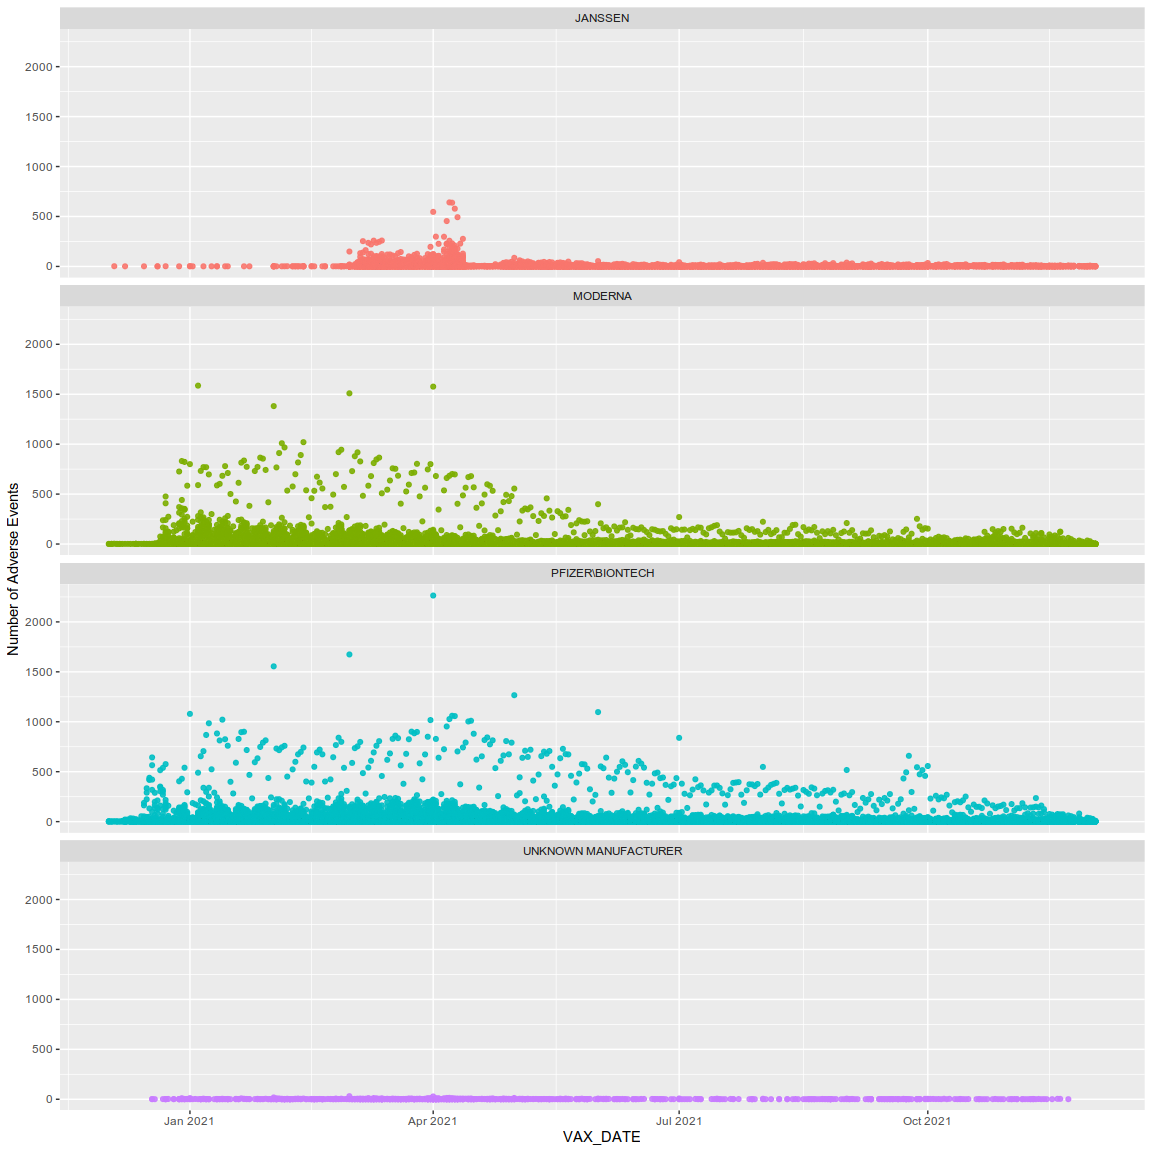 JANSSEN
2000
1500
1000
500
0
MODERNA
2000
1500
1000
500
0
PFIZER\BIONTECH
2000
1500
1000
500
0
UNKNOWN MANUFACTURER
2000
1500
1000
500
0
Number of Adverse Events
Jan 2021 Apr 2021 Jul 2021 Oct 2021
VAX_DATE